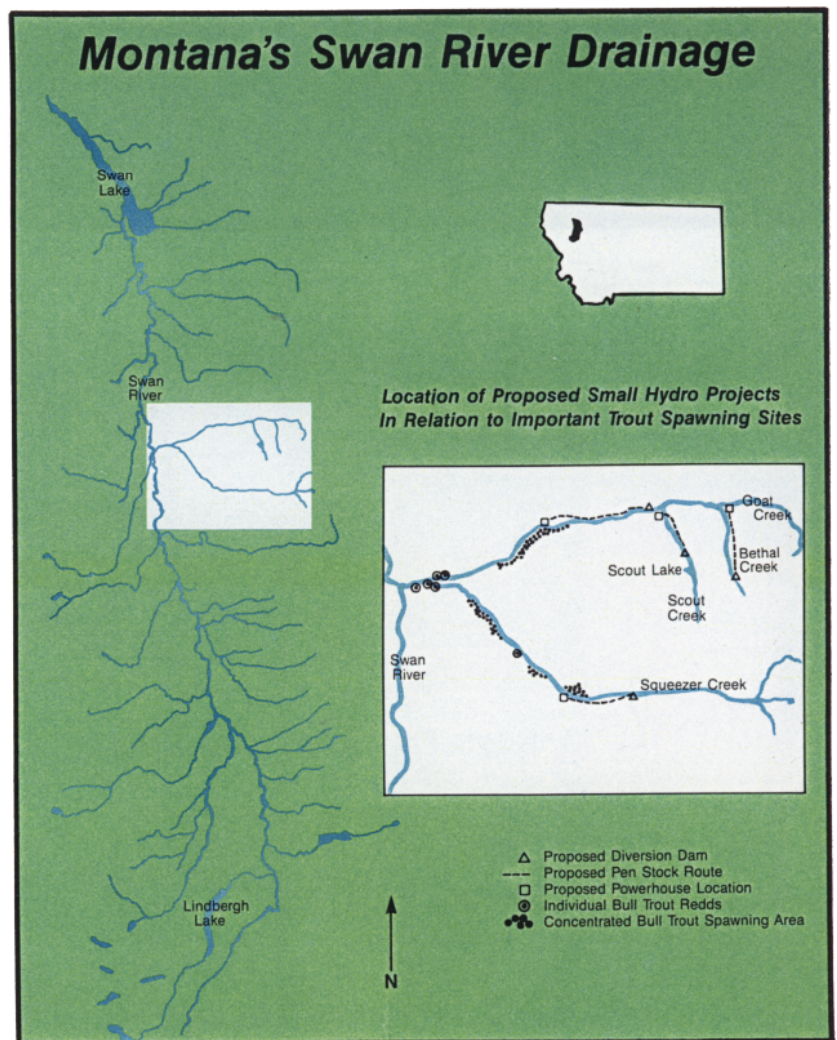 Montana's Swan River Drainage
Swan
Lake
Swan
River
Location of Proposed Small Hydro Projects
In Relation to Important Trout Spawning Sites
Goat
Creek
Bethal
Creek
Scout Lake
Scout
Creek
Swan
River
Squeezer Creek
Proposed Diversion Dam
Proposed Pen Stock Route
Proposed Powerhouse Location
Individual Bull Trout Redds
Concentrated Bull Trout Spawning Area
Lindbergh
Lake
N